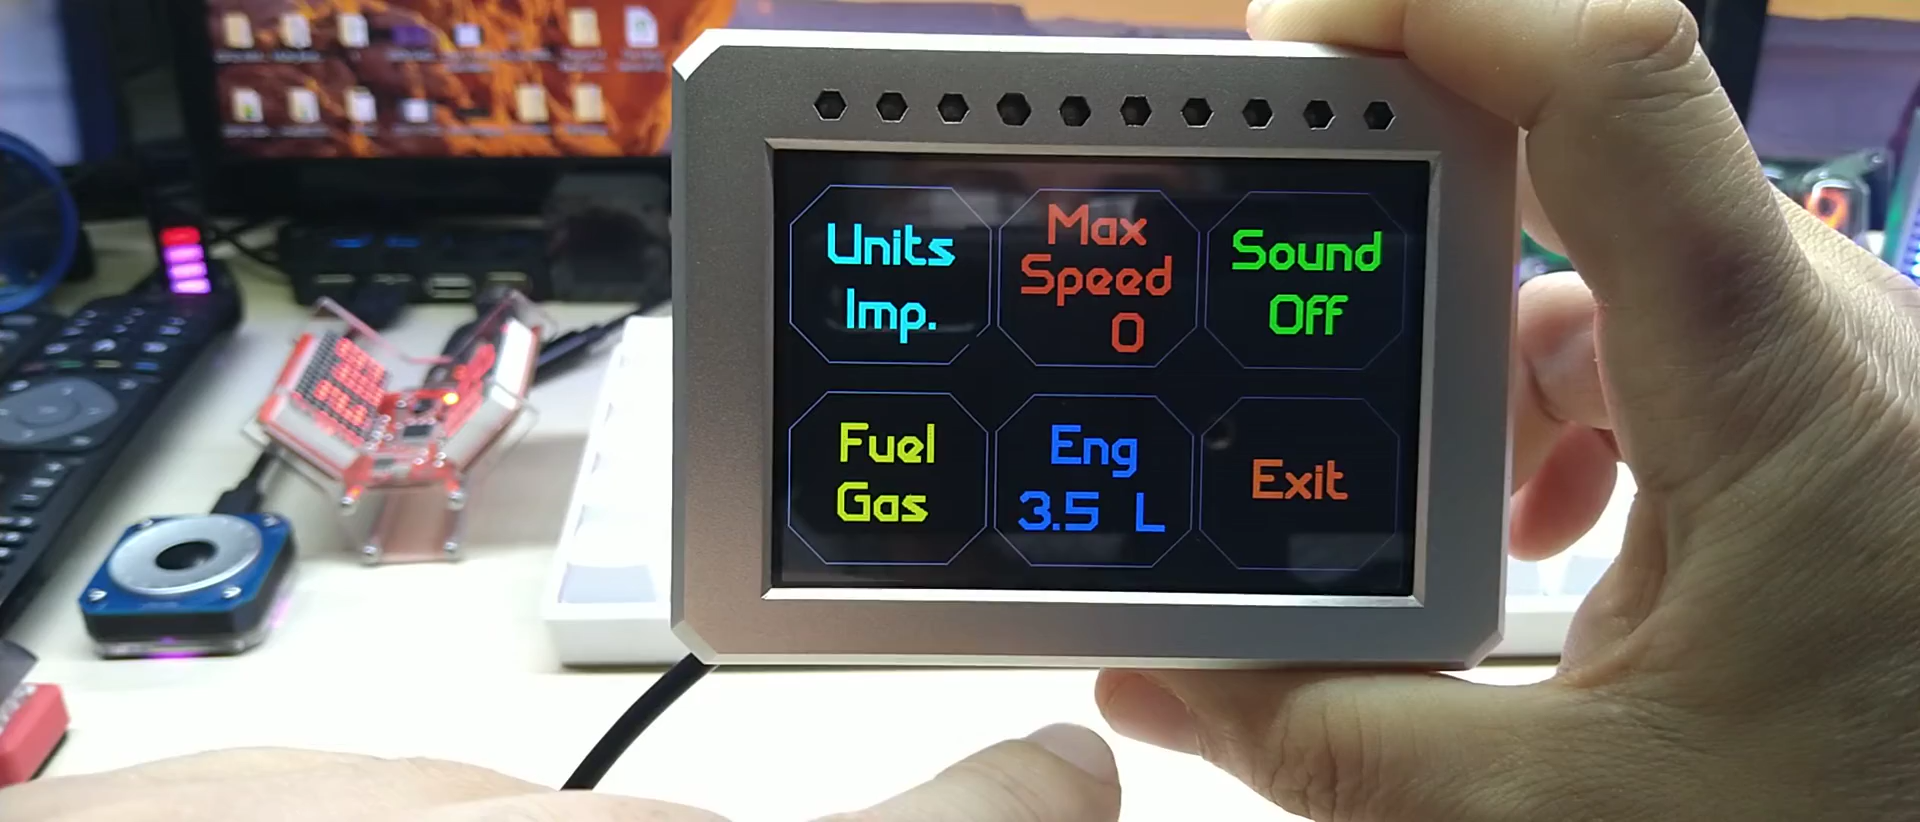 Units
Imp.
Max
Speed
0
Sound
Off
Fuel
Gas
Eng
3.5 L
Exit